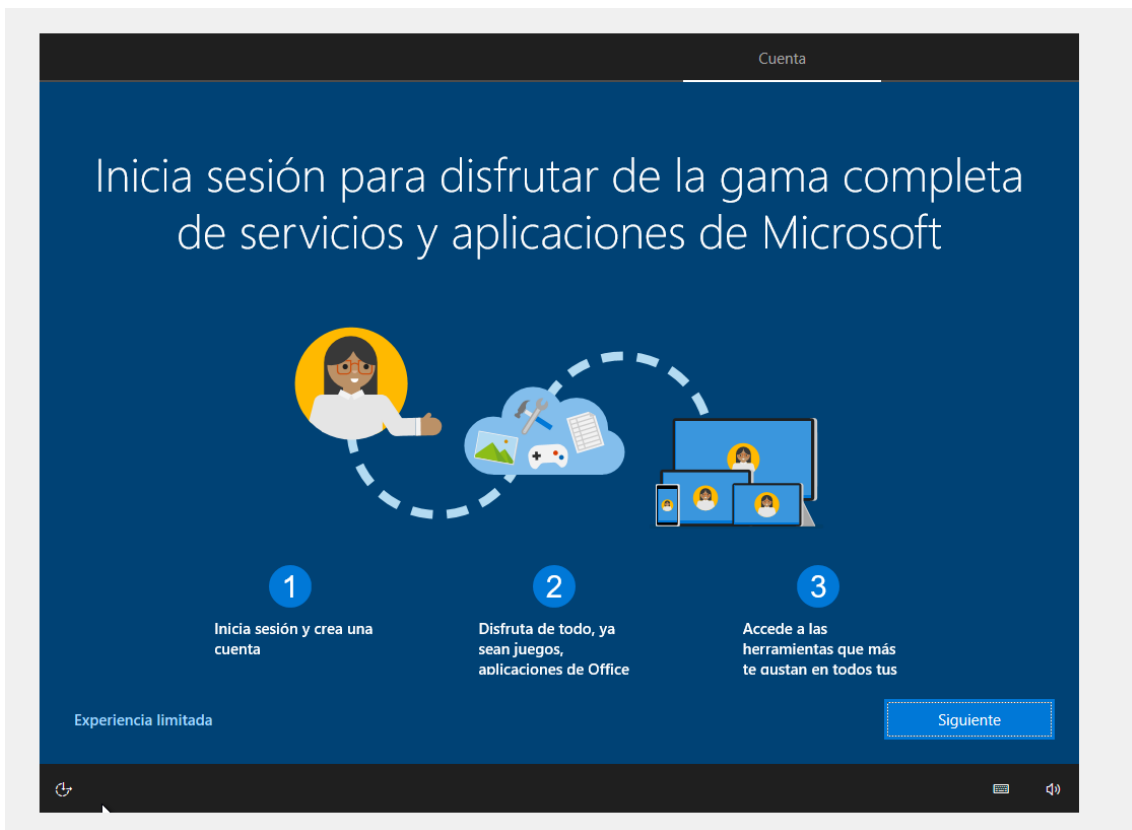 Cuenta
Inicia sesión para disfrutar de la gama completa
de servicios y aplicaciones de Microsoft
1
2
3
Inicia sesión y crea una
cuenta
Disfruta de todo, ya
sean juegos,
aplicaciones de Office
Accede a las
herramientas que más
te gustan en todos tus
Experiencia limitada
Siguiente